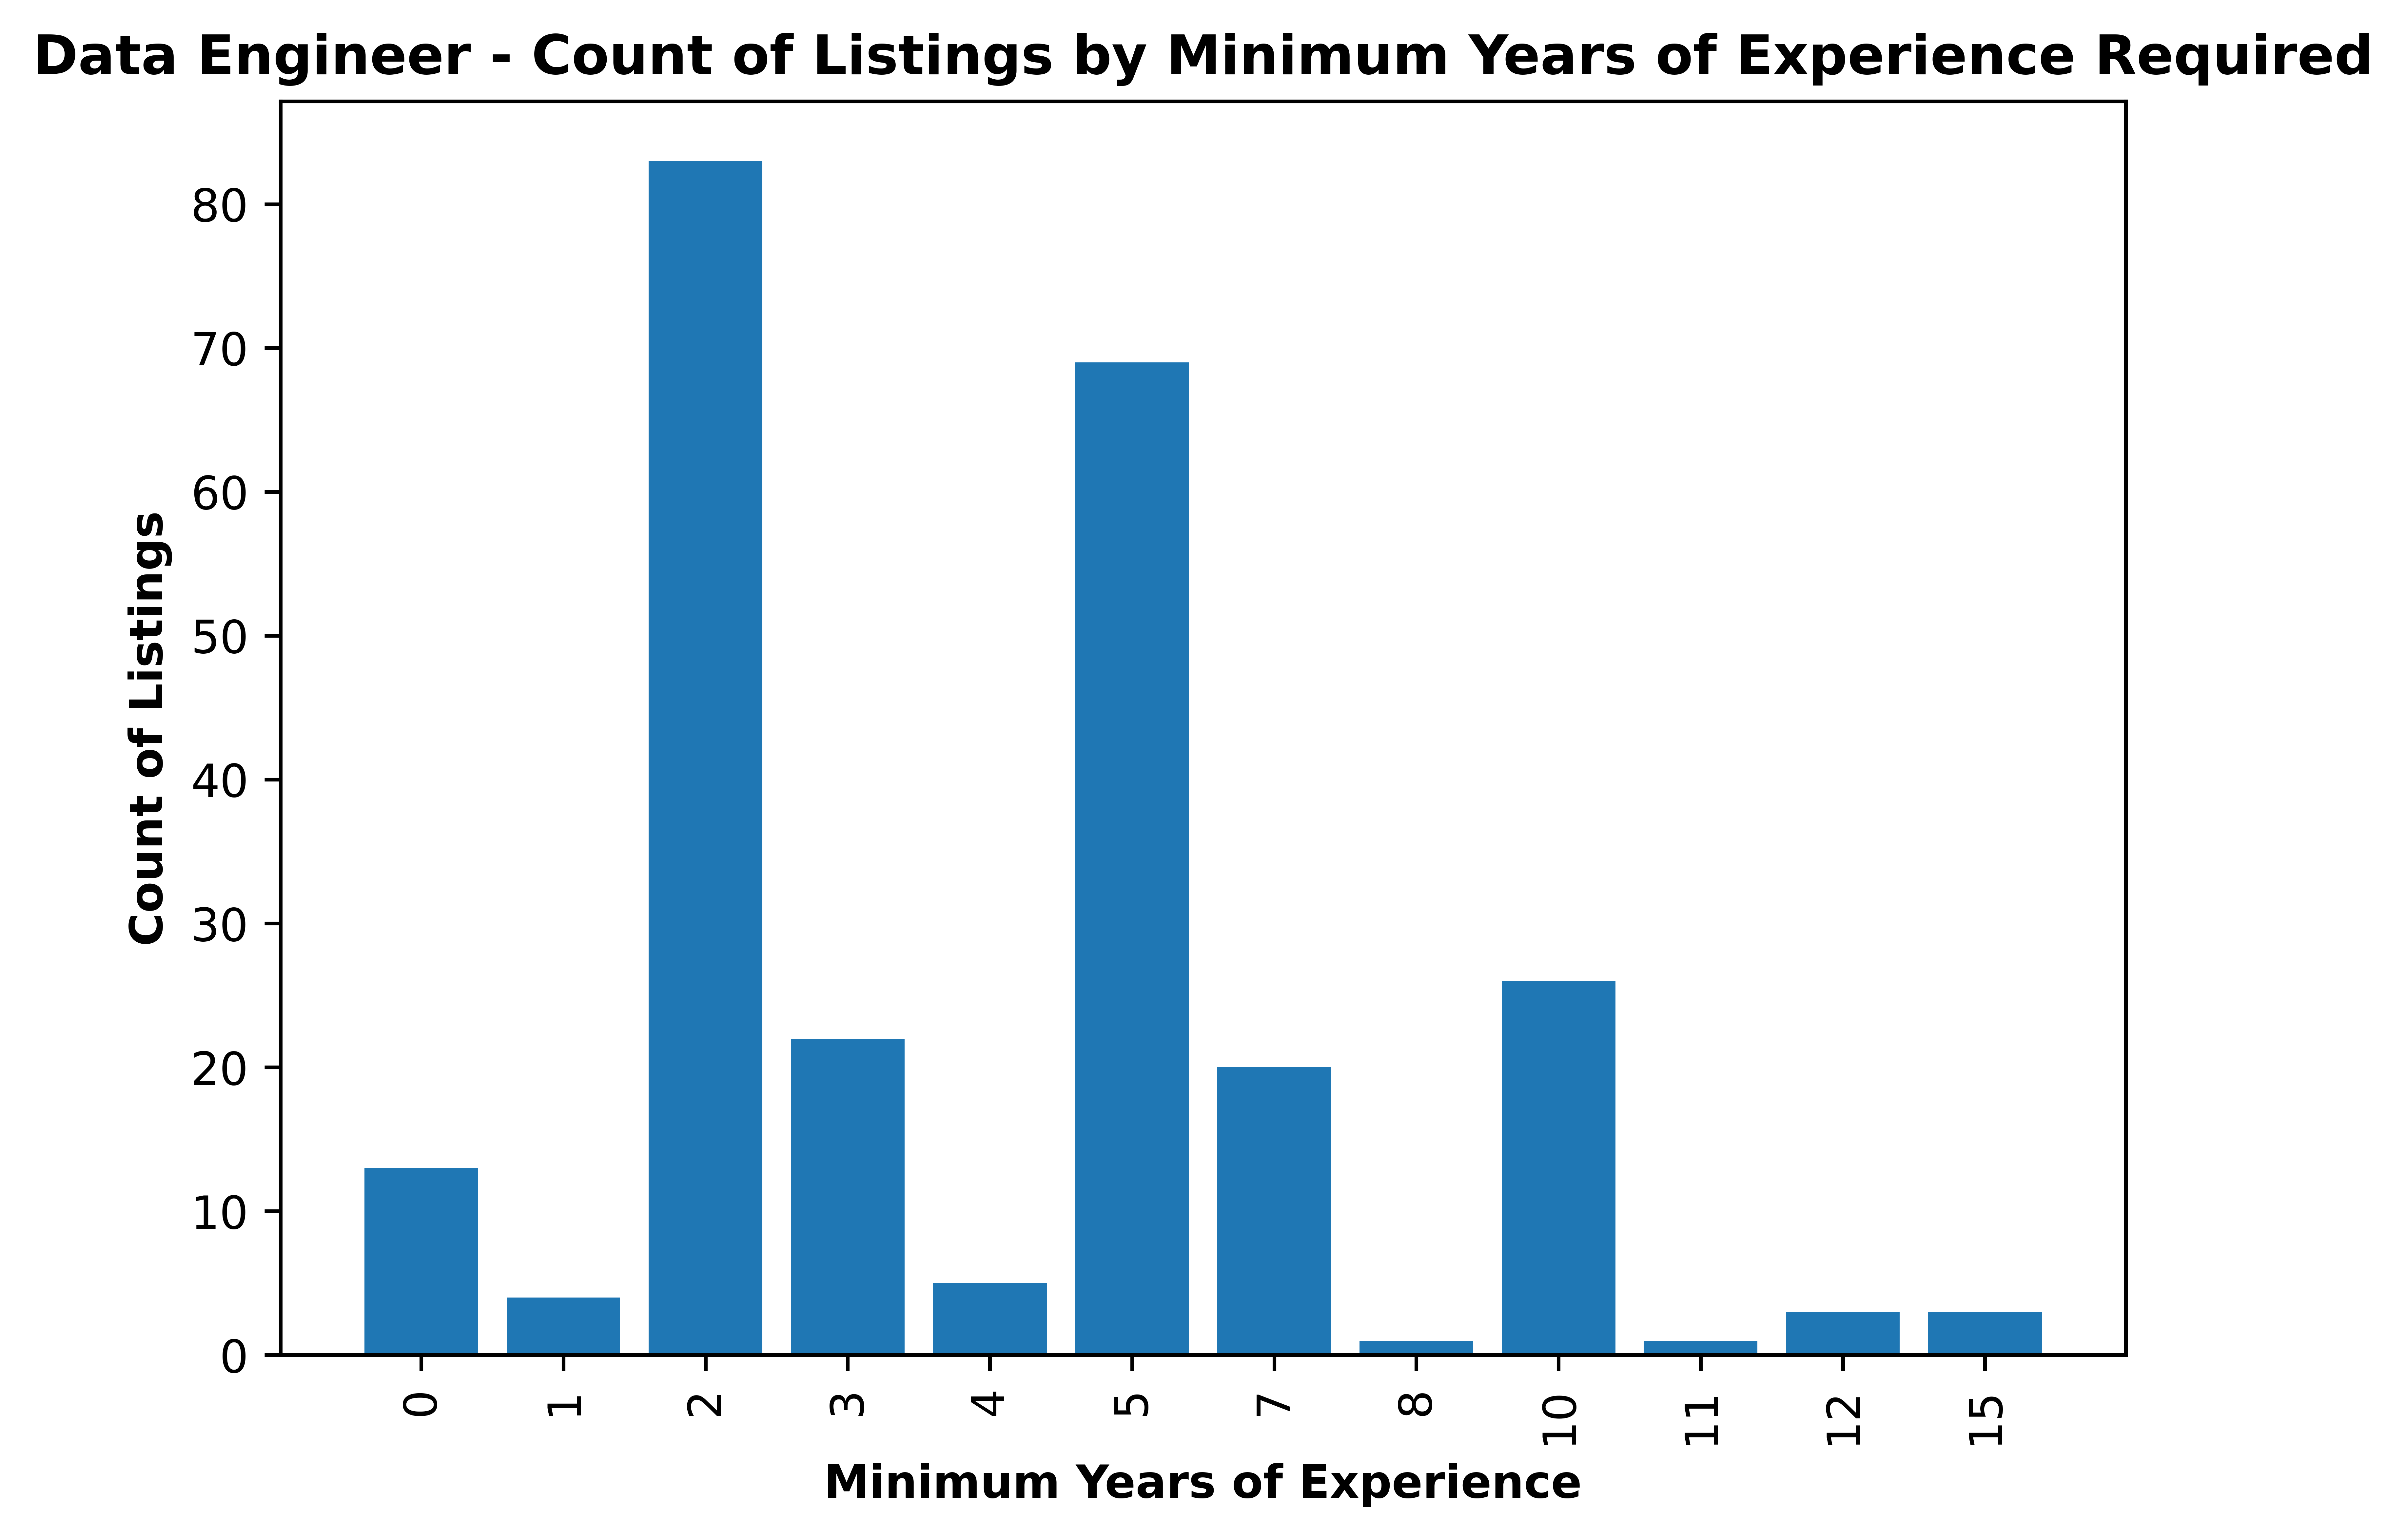 Data Engineer - Count of Listings by Minimum Years of Experience Required
Count of Listings
80
70
60
50
40
30
20
10
0
0 1 2 3 4 5 7 8 10 11 12 15
Minimum Years of Experience